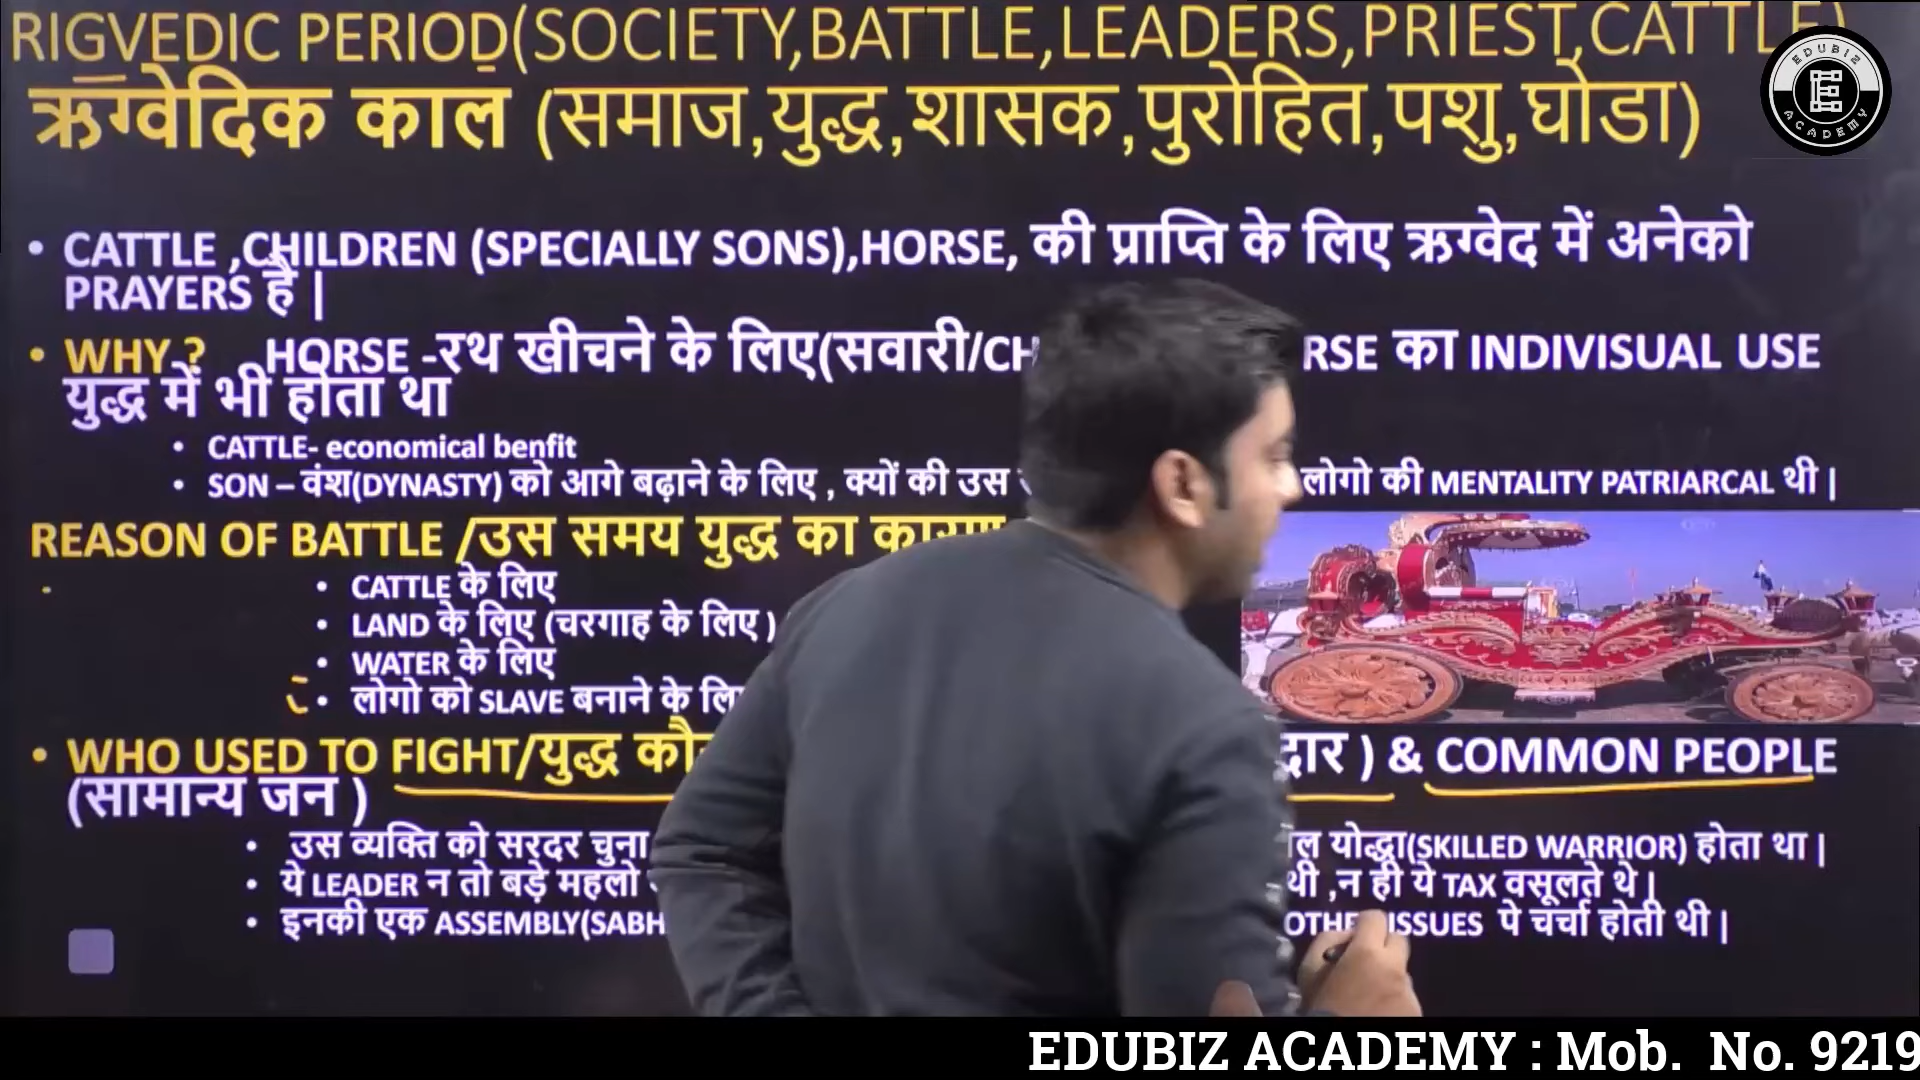 RIGVEDIC PERIOD(SOCIETY,BATTLE,LEADERS,PRIEST,CATTLE)
EDUBIZ ACADEMY
ऋग्वेदिक काल (समाज,युद्ध,शासक,पुरोहित,पशु,घोडा)
• CATTLE ,CHILDREN (SPECIALLY SONS),HORSE, की प्राप्ति के लिए ऋग्वेद में अनेको
PRAYERS है |
• WHY ? HORSE -रथ खीचने के लिए(सवारी/CH RSE का INDIVISUAL USE
युद्ध में भी होता था
• CATTLE- economical benfit
• SON – वंश(DYNASTY) को आगे बढ़ाने के लिए , क्यों की उस लोगो की MENTALITY PATRIARCAL थी |
REASON OF BATTLE /उस समय युद्ध का कारण
• CATTLE के लिए
• LAND के लिए (चरगाह के लिए )
• WATER के लिए
• लोगो को SLAVE बनाने के लि
• WHO USED TO FIGHT/युद्ध कौ दार ) & COMMON PEOPLE
(सामान्य जन )
• उस व्यक्ति को सरदर चुना ल योद्धा(SKILLED WARRIOR) होता था |
• ये LEADER न तो बड़े महलो थी ,न ही ये TAX वसूलते थे |
• इनकी एक ASSEMBLY(SABH OTHER ISSUES पे चर्चा होती थी |
EDUBIZ ACADEMY : Mob. No. 9219